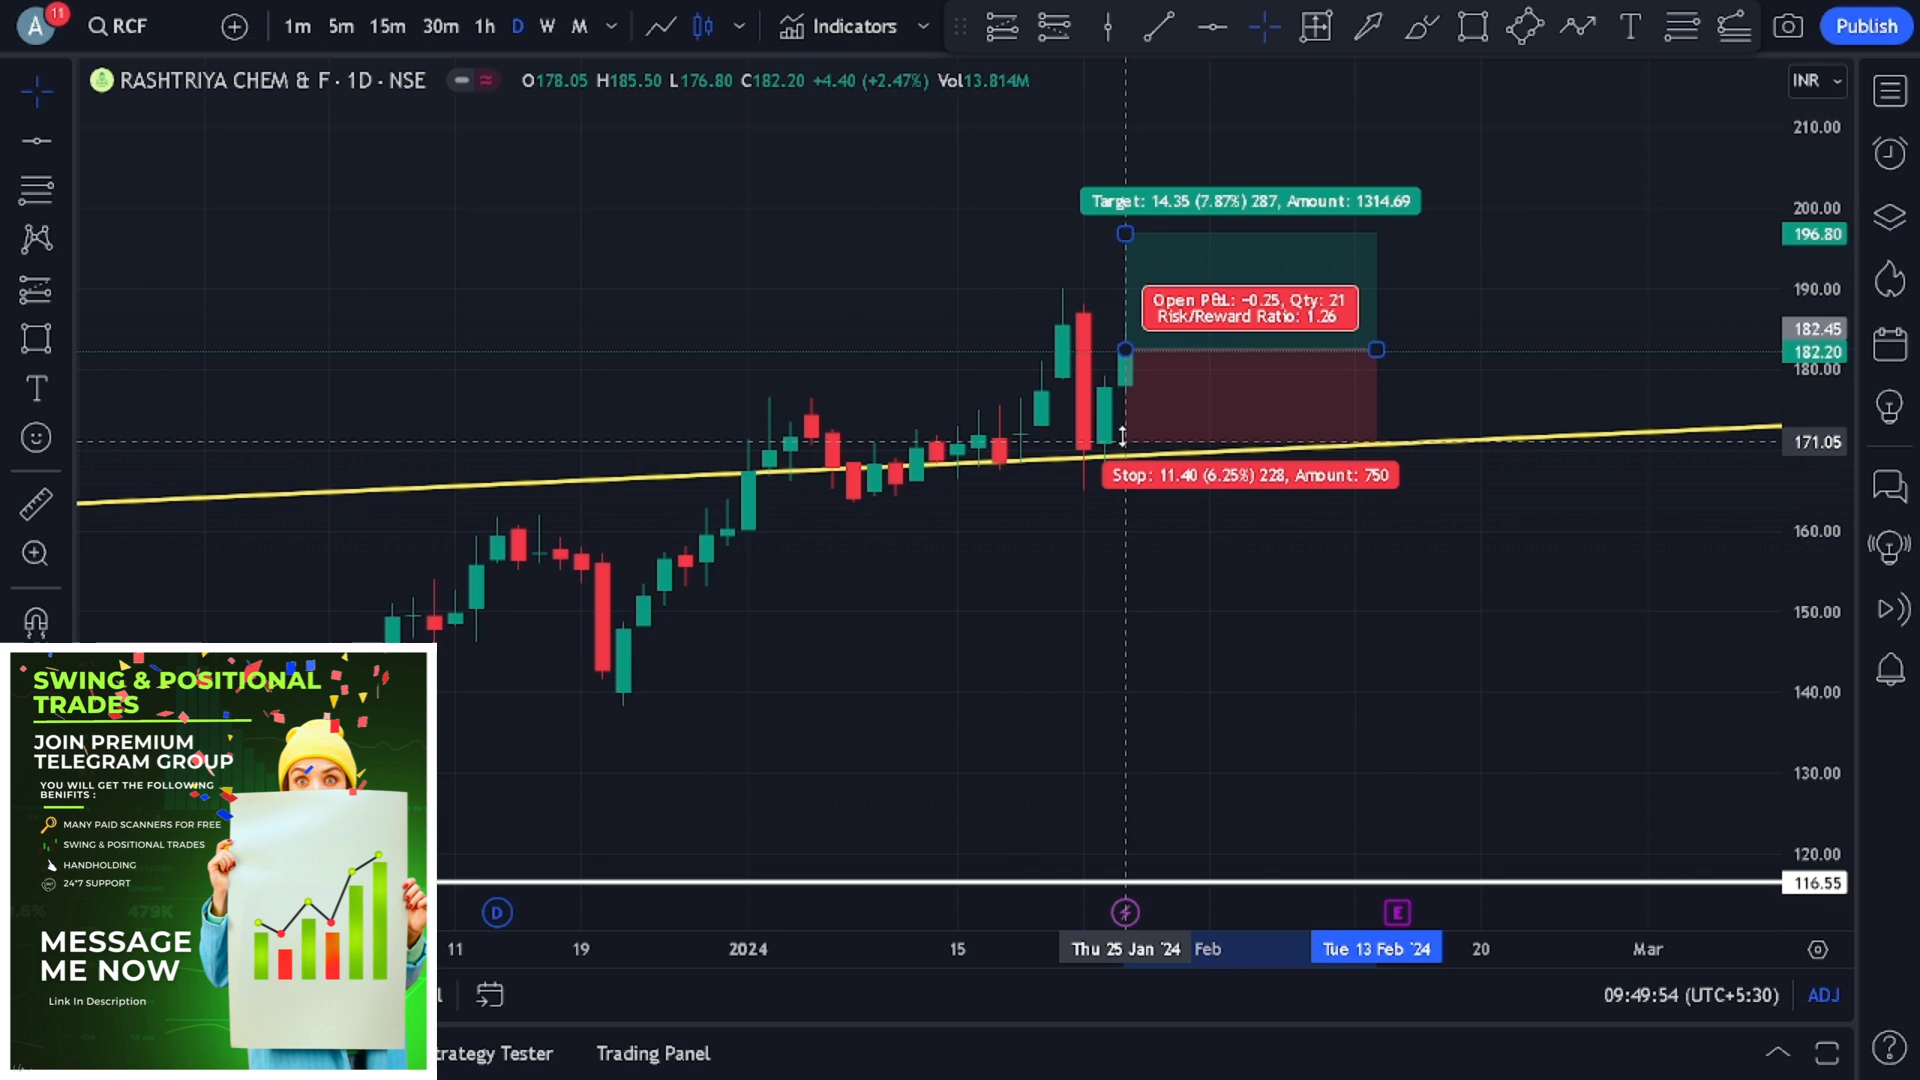 A
11
RCF
1m 5m 15m 30m 1h D W M
Indicators
T
Publish
RASHTRIYA CHEM & F · 1D · NSE
O178.05 H185.50 L176.80 C182.20 +4.40 (+2.47%) Vol13.814M
INR
210.00
Target: 14.35 (7.87%) 287, Amount: 1314.69
200.00
196.80
190.00
Open P&L: -0.25, Qty: 21
Risk/Reward Ratio: 1.26
182.45
182.20
180.00
171.05
Stop: 11.40 (6.25%) 228, Amount: 750
160.00
150.00
140.00
130.00
120.00
116.55
T
SWING & POSITIONAL
TRADES
JOIN PREMIUM
TELEGRAM GROUP
YOU WILL GET THE FOLLOWING
BENIFITS :
MANY PAID SCANNERS FOR FREE
SWING & POSITIONAL TRADES
HANDHOLDING
24*7 SUPPORT
479K
MESSAGE
ME NOW
Link In Description
D
E
11 19 2024 15 Thu 25 Jan '24 Feb Tue 13 Feb '24 20 Mar
09:49:54 (UTC+5:30) ADJ
trategy Tester Trading Panel